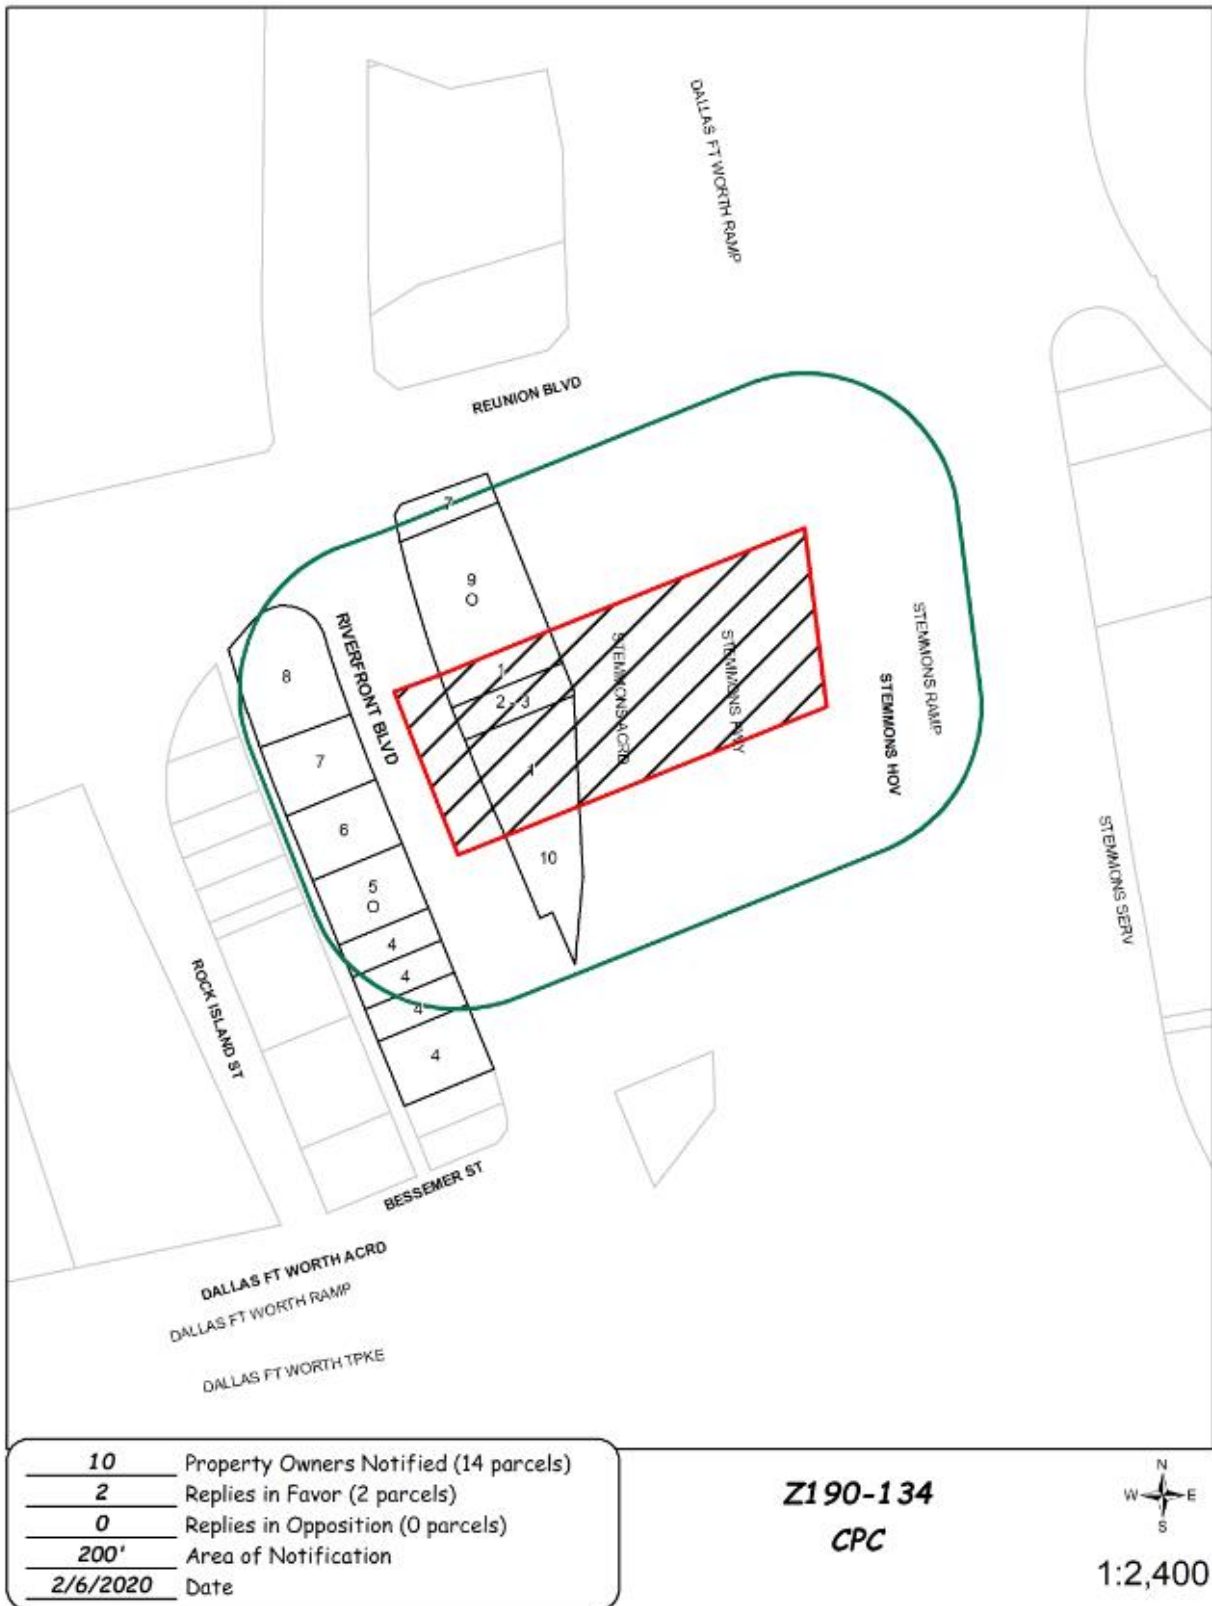 DALLAS FT WORTH RAMP
REUNION BLVD
7
9
O
RIVERFRONT BLVD
8
1
2 - 3
STEMMONS ACRD
STEMMONS HWY
STEMMONS RAMP
STEMMONS HOV
7
6
1
5
O
10
STEMMONS SERV
4
4
4
4
ROCK ISLAND ST
BESSEMER ST
DALLAS FT WORTH ACRD
DALLAS FT WORTH RAMP
DALLAS FT WORTH TPKE
10 Property Owners Notified (14 parcels)
2 Replies in Favor (2 parcels)
0 Replies in Opposition (0 parcels)
200' Area of Notification
2/6/2020 Date
Z190-134
CPC
N
W E
S
1:2,400